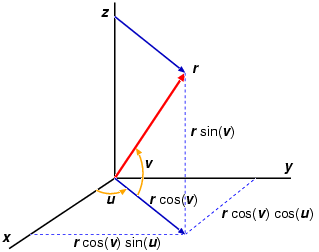 z
r
r sin(v)
v
y
u
r cos(v)
x
r cos(v) cos(u)
r cos(v) sin(u)